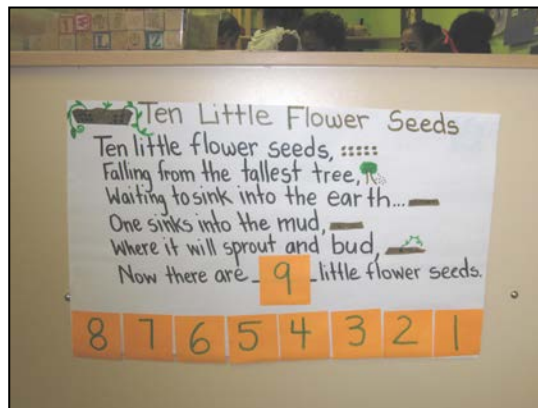 Ten Little Flower Seeds
Ten little flower seeds,
Falling from the tallest tree,
Waiting to sink into the earth...
One sinks into the mud,
Where it will sprout and bud,
Now there are 9 little flower seeds.
8 7 6 5 4 3 2 1